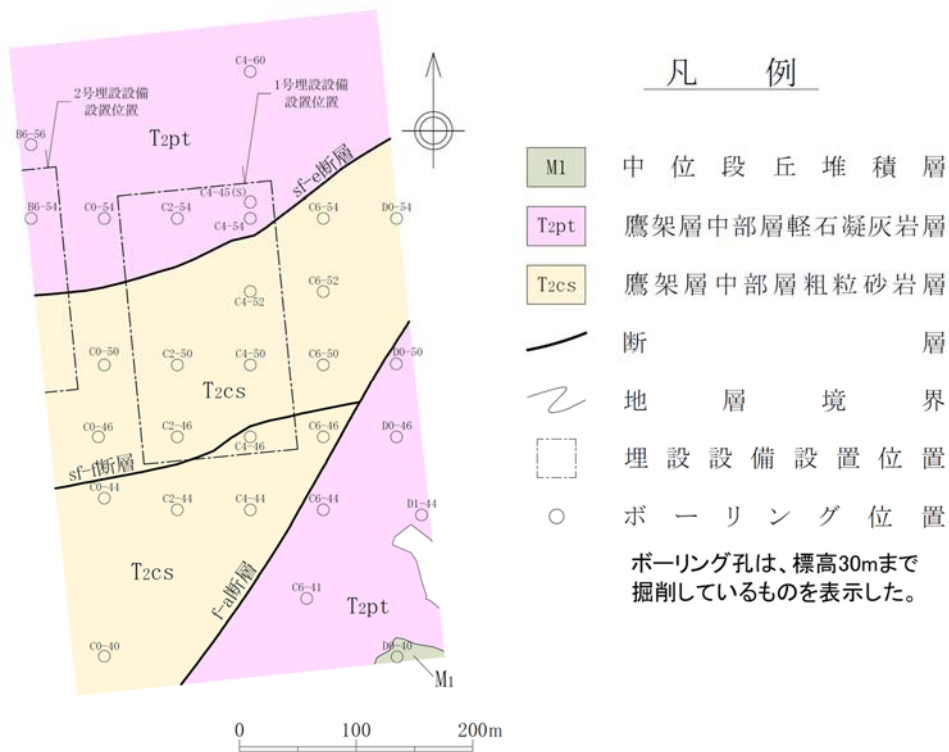 C4-60
2号埋設設備
設置位置
1号埋設設備
設置位置
B6-56
T2pt
sf-e断層
C4-45(S)
B6-54
C0-54
C2-54
C4-54
C6-54
D0-54
C4-52
C6-52
C0-50
C2-50
C4-50
C6-50
D0-50
T2cs
C0-46
C2-46
C4-46
C6-46
D0-46
sf-f断層
C0-44
C2-44
C4-44
C6-44
D1-44
T2cs
f-a断層
C6-41
T2pt
C0-40
D0-40
M1
0 100 200m
凡 例
M1 中位段丘堆積層
T2pt 鷹架層中部層軽石凝灰岩層
T2cs 鷹架層中部層粗粒砂岩層
断層
地層境界
埋設設備設置位置
ボーリング位置
ボーリング孔は、標高30mまで
掘削しているものを表示した。